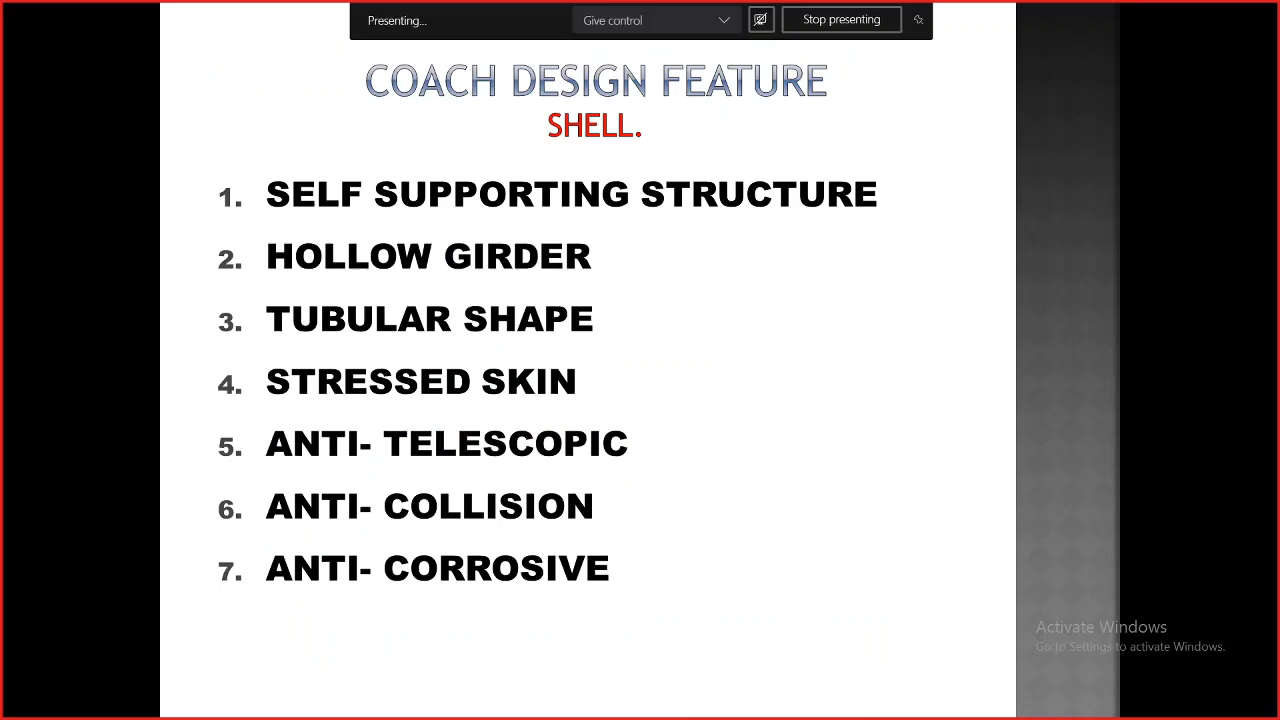 Presenting...
Give control
Stop presenting
COACH DESIGN FEATURE
SHELL.
1. SELF SUPPORTING STRUCTURE
2. HOLLOW GIRDER
3. TUBULAR SHAPE
4. STRESSED SKIN
5. ANTI- TELESCOPIC
6. ANTI- COLLISION
7. ANTI- CORROSIVE
Activate Windows
Go to Settings to activate Windows.